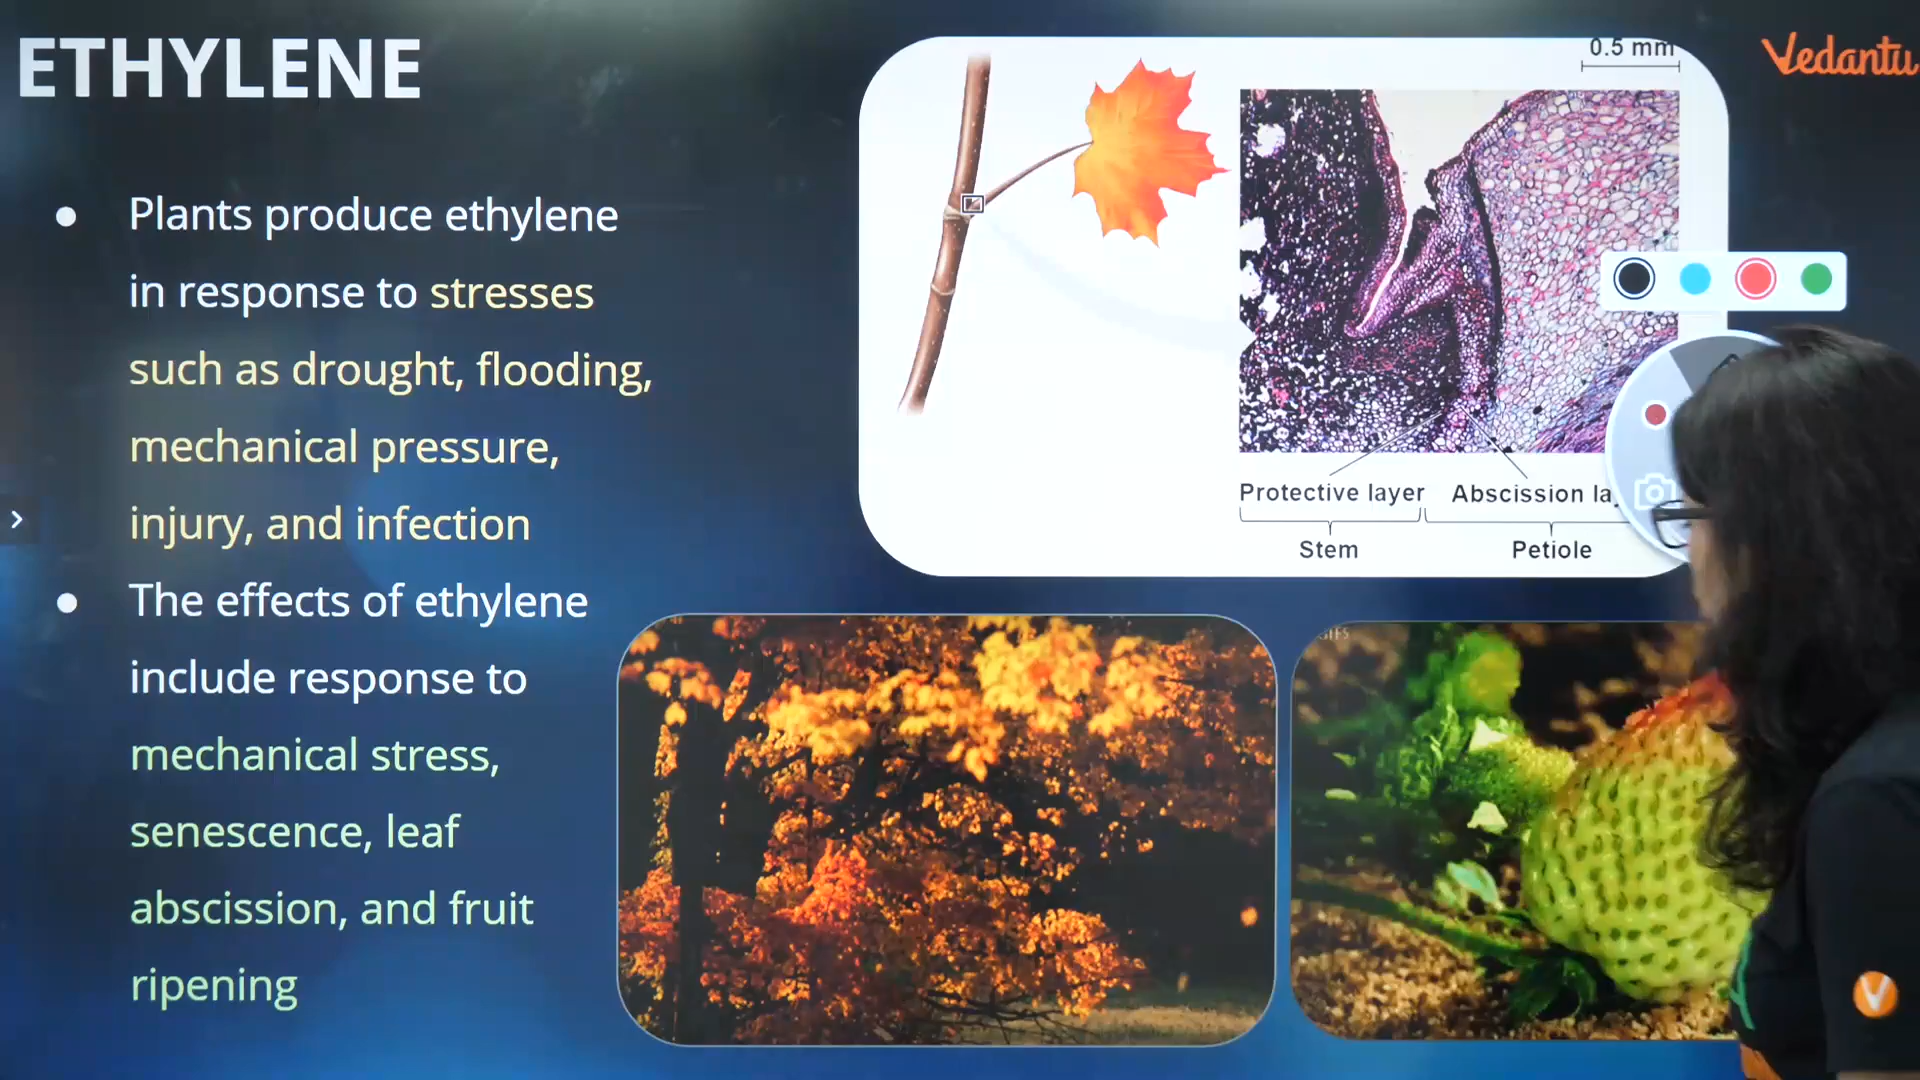 ETHYLENE
Plants produce ethylene
in response to stresses
such as drought, flooding,
mechanical pressure,
injury, and infection
The effects of ethylene
include response to
mechanical stress,
senescence, leaf
abscission, and fruit
ripening
0.5 mm
Protective layer
Abscission la
Stem
Petiole
Vedantu
GIFS
V